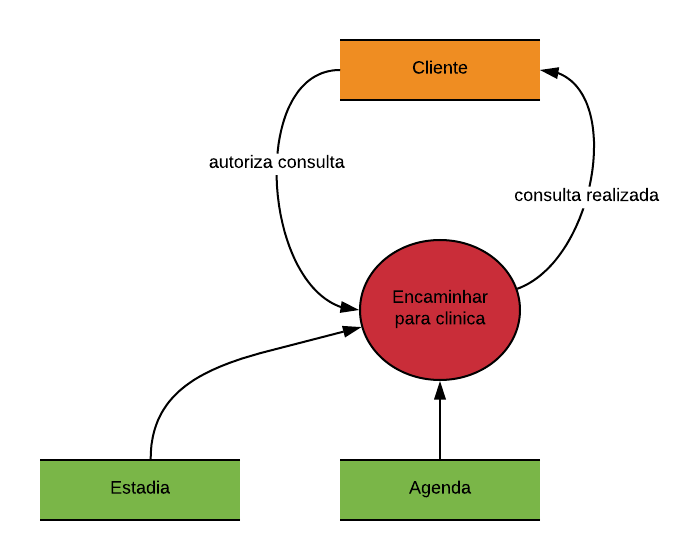 Cliente
autoriza consulta
consulta realizada
Encaminhar
para clinica
Estadia
Agenda